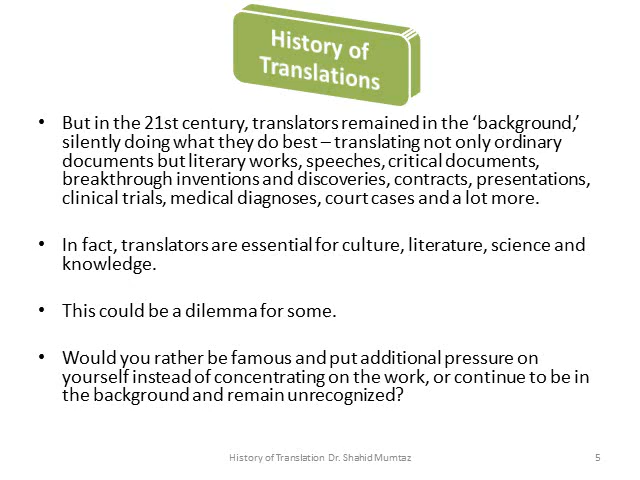 History of
Translations
• But in the 21st century, translators remained in the ‘background,’
silently doing what they do best – translating not only ordinary
documents but literary works, speeches, critical documents,
breakthrough inventions and discoveries, contracts, presentations,
clinical trials, medical diagnoses, court cases and a lot more.
• In fact, translators are essential for culture, literature, science and
knowledge.
• This could be a dilemma for some.
• Would you rather be famous and put additional pressure on
yourself instead of concentrating on the work, or continue to be in
the background and remain unrecognized?
History of Translation Dr. Shahid Mumtaz
5